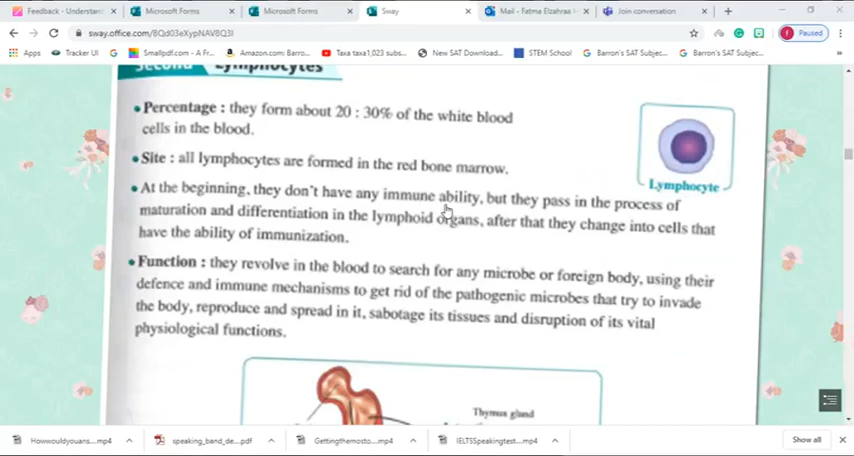 Feedback - Understand
Microsoft Forms
Microsoft Forms
Sway
Mail - Fatma Elzahraa
Join conversation
sway.office.com/8Qd03eXypNAV8Q3I
Paused
Apps
Tracker UI
Smallpdf.com - A Fr...
Amazon.com: Barro...
Taxa taxa1,023 subs...
New SAT Download...
STEM School
Barron's SAT Subjec...
Barron's SAT Subjec...
Second Lymphocytes
• Percentage : they form about 20 : 30% of the white blood
cells in the blood.
• Site : all lymphocytes are formed in the red bone marrow.
Lymphocyte
• At the beginning, they don't have any immune ability, but they pass in the process of
maturation and differentiation in the lymphoid organs, after that they change into cells that
have the ability of immunization.
• Function : they revolve in the blood to search for any microbe or foreign body, using their
defence and immune mechanisms to get rid of the pathogenic microbes that try to invade
the body, reproduce and spread in it, sabotage its tissues and disruption of its vital
physiological functions.
Thymus gland
Howwouldyouans....mp4
speaking_band_de....pdf
Gettingthemosto....mp4
IELTSSpeakingtest....mp4
Show all